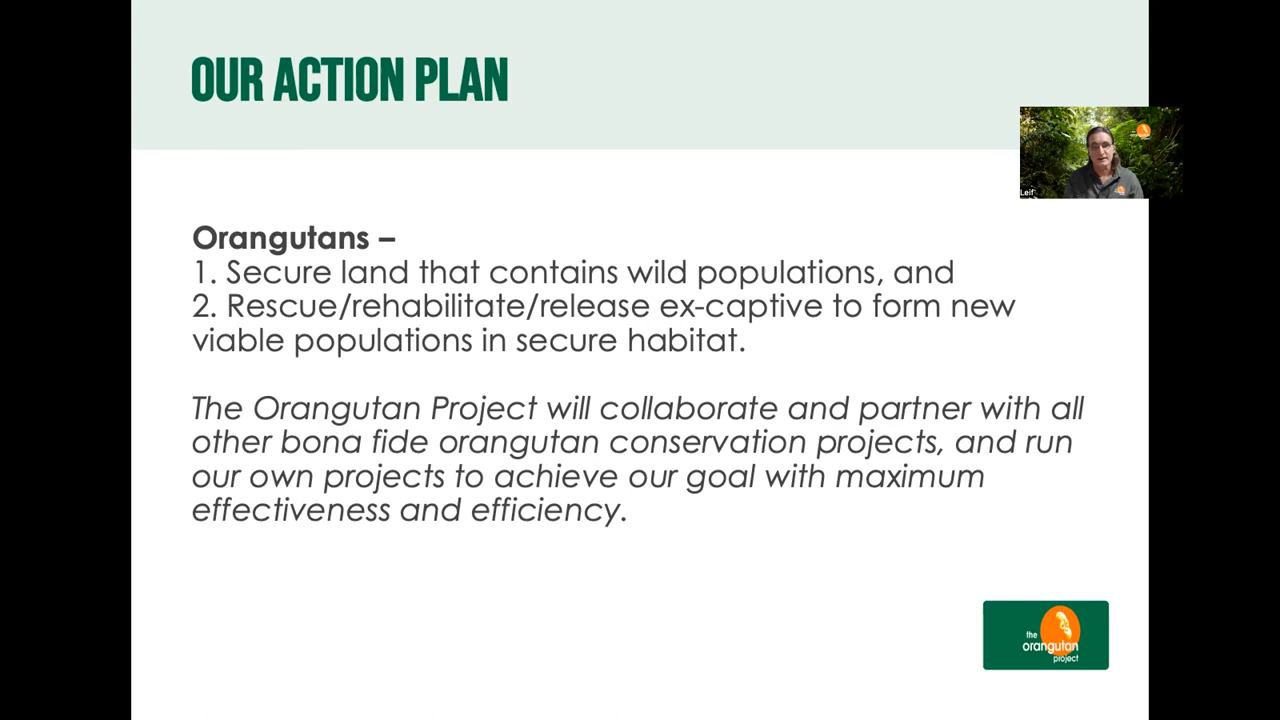 OUR ACTION PLAN
Leif
Orangutans –
1. Secure land that contains wild populations, and
2. Rescue/rehabilitate/release ex-captive to form new
viable populations in secure habitat.
The Orangutan Project will collaborate and partner with all
other bona fide orangutan conservation projects, and run
our own projects to achieve our goal with maximum
effectiveness and efficiency.
the
orangutan
project